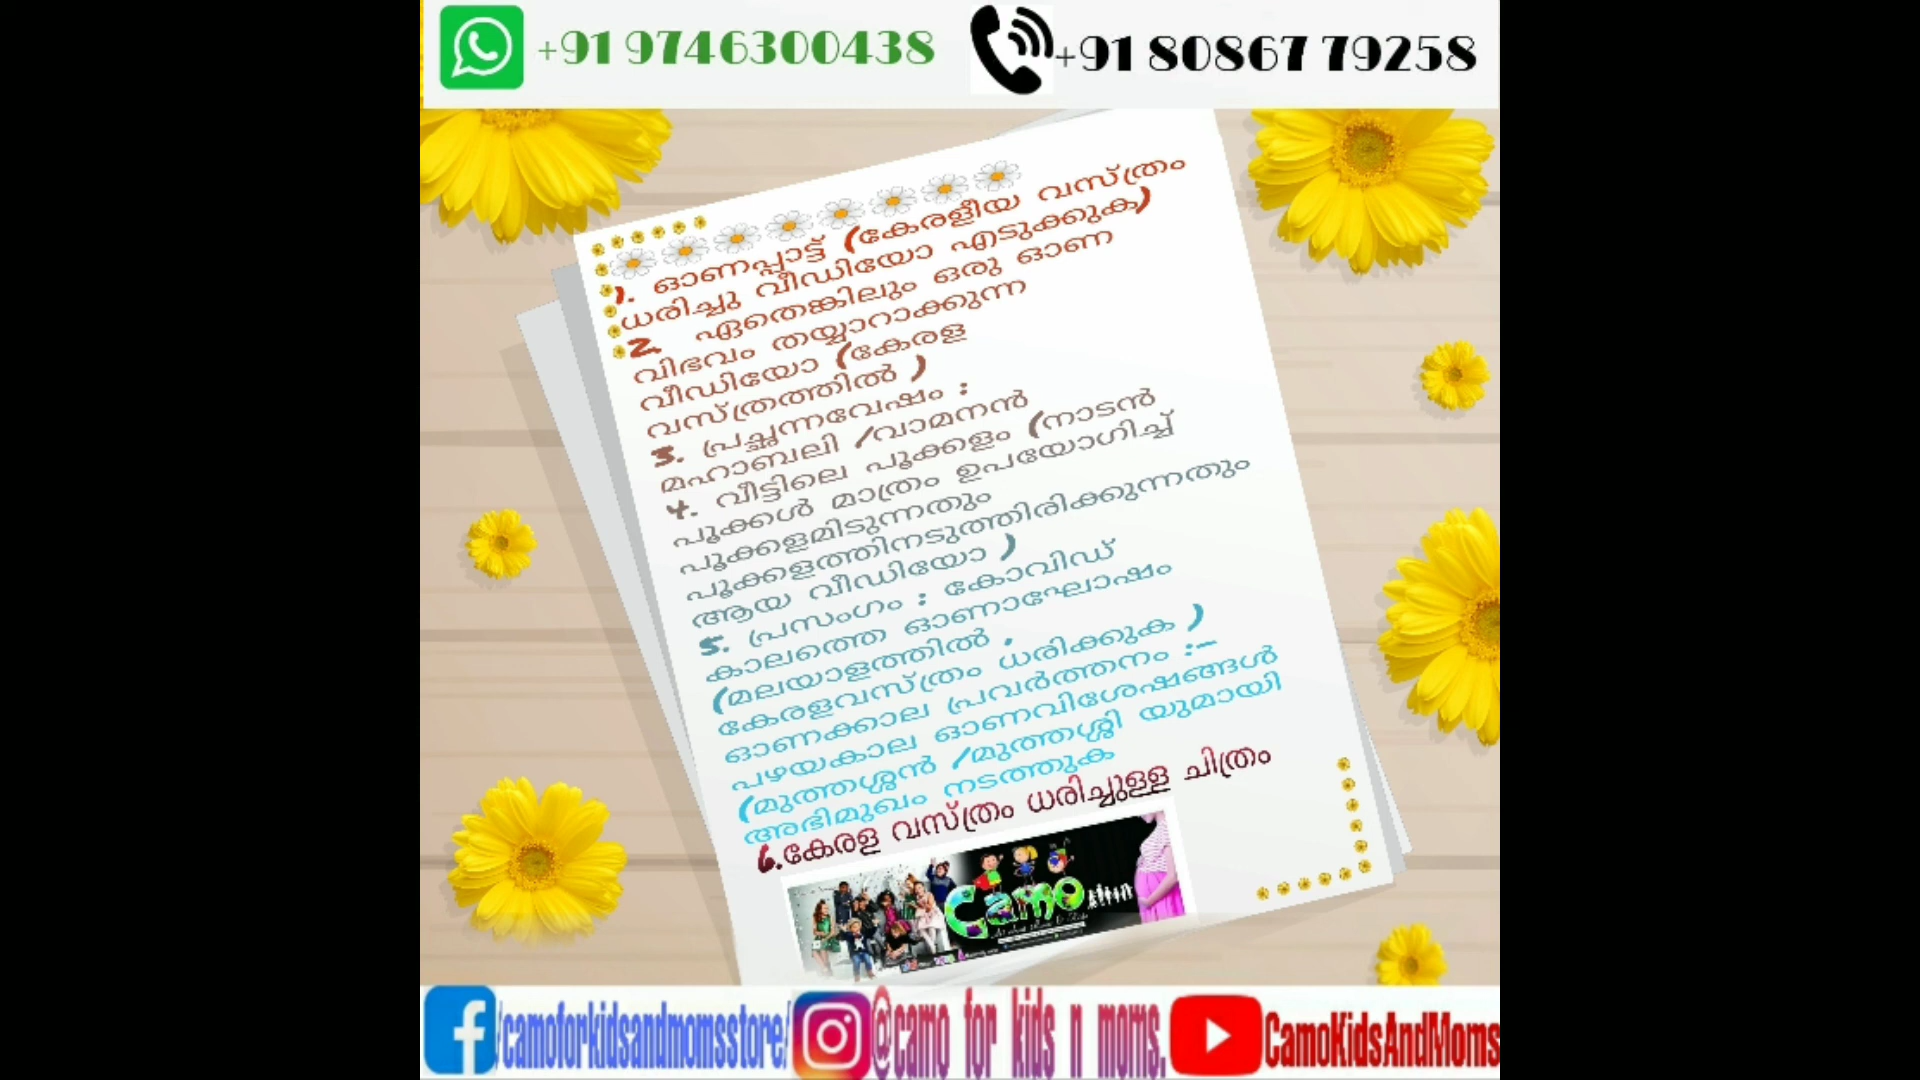 +91 9746300438
+91 80867 79258
1. ഓണപ്പാട്ട് (കേരളീയ വസ്ത്രം
ധരിച്ചു വീഡിയോ എടുക്കുക)
2. ഏതെങ്കിലും ഒരു ഓണ
വിഭവം തയ്യാറാക്കുന്ന
വീഡിയോ (കേരള
വസ്ത്രത്തിൽ )
3. പ്രച്ഛന്നവേഷം :
മഹാബലി /വാമനൻ
4. വീട്ടിലെ പൂക്കളം (നാടൻ
പൂക്കൾ മാത്രം ഉപയോഗിച്ച്
പൂക്കളമിടുന്നതും
പൂക്കളത്തിനടുത്തിരിക്കുന്നതും
ആയ വീഡിയോ )
5. പ്രസംഗം : കോവിഡ്
കാലത്തെ ഓണാഘോഷം
(മലയാളത്തിൽ ,
കേരളവസ്ത്രം ധരിക്കുക )
ഓണക്കാല പ്രവർത്തനം :-
പഴയകാല ഓണവിശേഷങ്ങൾ
(മുത്തശ്ശൻ /മുത്തശ്ശി യുമായി
അഭിമുഖം നടത്തുക
6.കേരള വസ്ത്രം ധരിച്ചുള്ള ചിത്രം
Camo
/camoforkidsandmomsstore/
@camo for kids n moms.
CamoKidsAndMoms